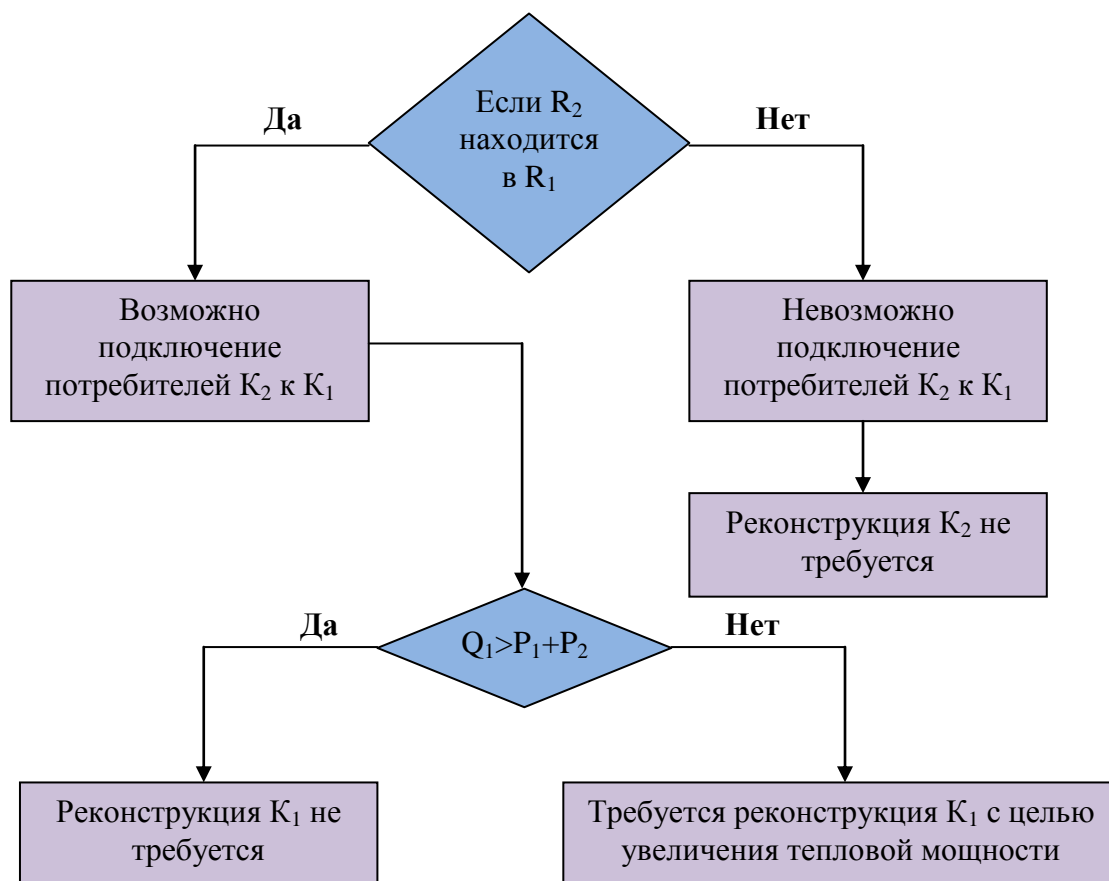 Если R₂
находится
в R₁
Да
Нет
Возможно
подключение
потребителей К₂ к К₁
Невозможно
подключение
потребителей К₂ к К₁
Реконструкция К₂ не
требуется
Да
Q₁>P₁+P₂
Нет
Реконструкция К₁ не
требуется
Требуется реконструкция К₁ с целью
увеличения тепловой мощности